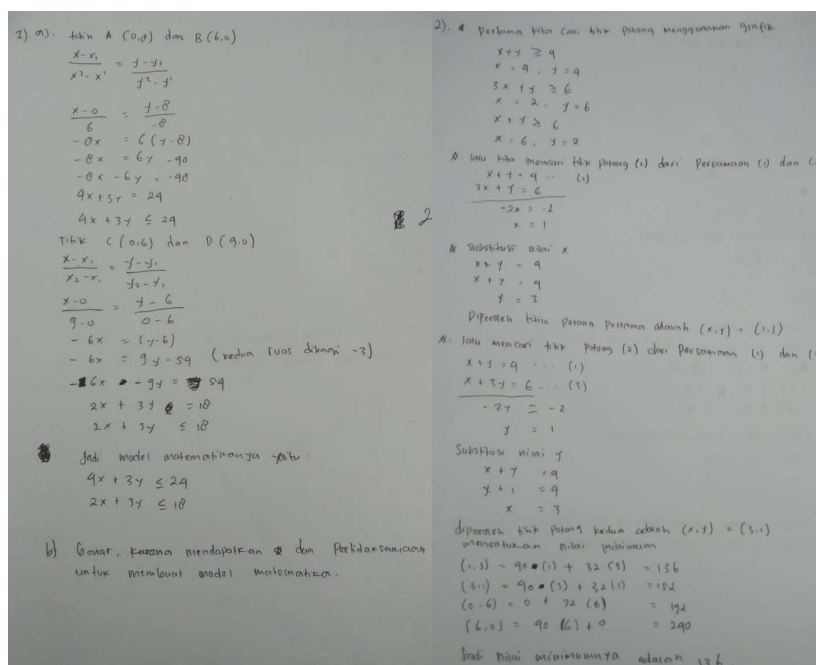 1). a). titik A (0,8) dan B (6,0)
x-x₁ / x²-x¹ = y-y₁ / y²-y¹
x-0 / 6 = y-8 / -8
-8x = 6(y-8)
-8x = 6y -48
-8x -6y = -48
4x+3y = 24
4x+3y ≤ 24
Titik C (0,6) dan D (9,0)
x-x₁ / x₂-x₁ = y-y₁ / y₂-y₁
x-0 / 9-0 = y-6 / 0-6
-6x = (y-6)
-6x = 9y-54 (kedua ruas dibagi -3)
-6x -9y = 54
2x + 3y = 18
2x + 3y ≤ 18
Jadi model matematikanya yaitu:
4x + 3y ≤ 24
2x + 3y ≤ 18
b) Benar, karena mendapatkan dan Pertidaksamaana
untuk membuat model matematika.
2
2). Pertama kita cari titik potong menggunakan grafik
x+y ≥ 4
x = 4, y = 4
3x + y ≥ 6
x = 2, y = 6
x + y ≥ 6
x = 6, y = 2
lalu kita mencari titik potong (1) dari Persamaan (1) dan (
x+y = 4 ... (1)
3x + y = 6
-2x = -2
x = 1
Substitusi nilai x
x + y = 4
x + y = 4
y = 3
Diperoleh titik Potong Pertama adalah (x,y) = (1,3)
lalu mencari titik potong (2) dari Persamaan (1) dan (
x+y = 4 ... (1)
x + 3y = 6 ... (3)
-2y = -2
y = 1
Substitusi nilai y
x + y = 4
x + 1 = 4
x = 3
diperoleh titik potong kedua adalah (x,y) = (3,1)
menentukan nilai minimum
(1,3) = 40 • (1) + 32 (3) = 136
(3,1) = 40 • (3) + 32 (1) = 152
(0,6) = 0 + 32 (6) = 192
(6,0) = 40 (6) + 0 = 240
Jadi nilai minimumnya adalah 136